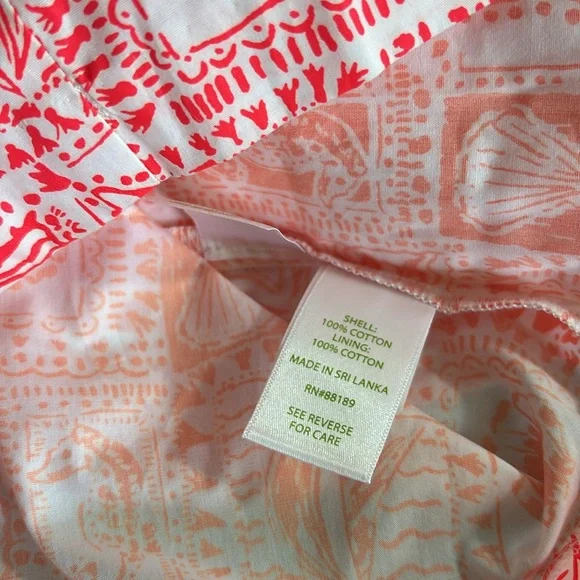 SHELL:
100% COTTON
LINING:
100% COTTON
MADE IN SRI LANKA
RN#88189
SEE REVERSE
FOR CARE